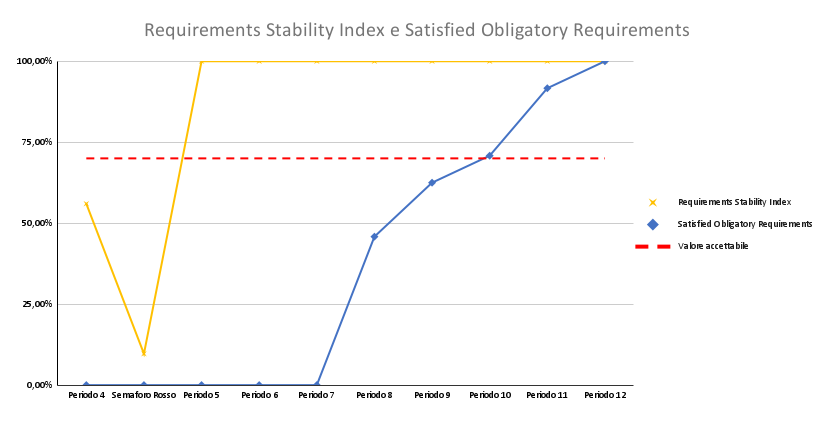 Requirements Stability Index e Satisfied Obligatory Requirements
100,00%
75,00%
50,00%
25,00%
0,00%
Periodo 4 Semaforo Rosso Periodo 5 Periodo 6 Periodo 7 Periodo 8 Periodo 9 Periodo 10 Periodo 11 Periodo 12
Requirements Stability Index
Satisfied Obligatory Requirements
Valore accettabile